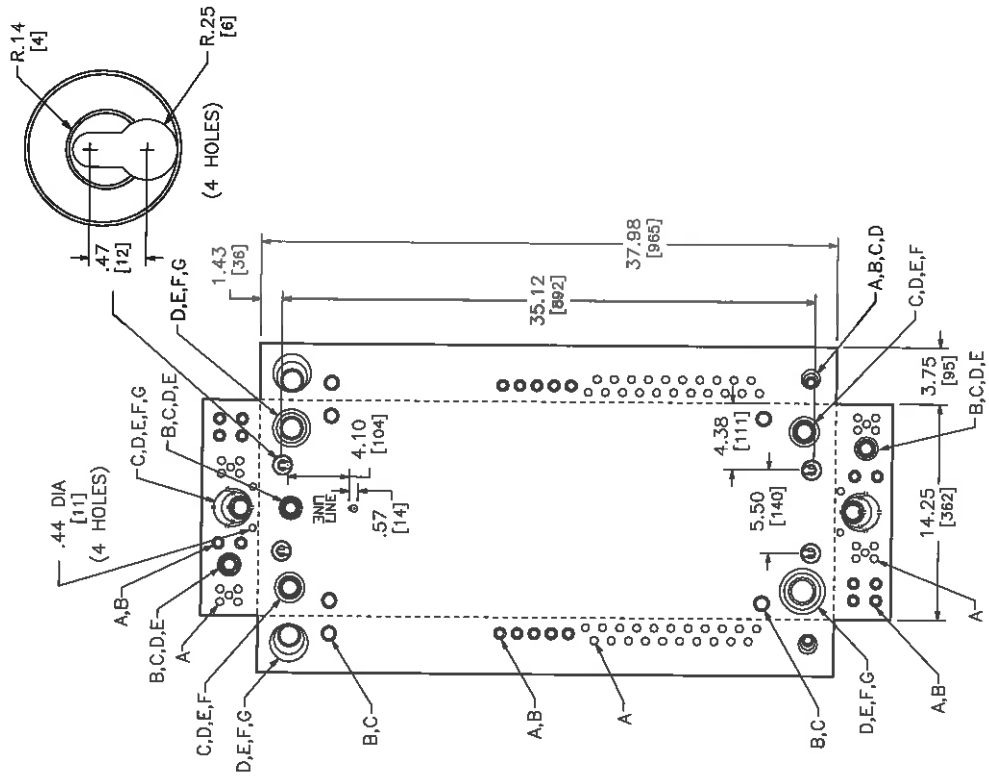 R.14
[4]
R.25
[6]
(4 HOLES)
.47
[12]
1.43
[36]
D,E,F,G
37.98
[965]
35.12
[892]
A,B,C,D
C,D,E,F
3.75
[95]
B,C,D,E
C,D,E,F,G
B,C,D,E
.44 DIA
[11]
(4 HOLES)
4.10
[104]
LINE
LINE
.57
[14]
4.38
[111]
5.50
[140]
14.25
[362]
A,B
B,C,D,E
A
C,D,E,F
D,E,F,G
B,C
A,B
A
B,C
D,E,F,G
A,B
A